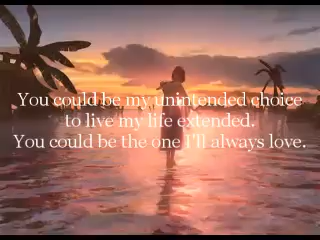 You could be my unintended choice
to live my life extended.
You could be the one I'll always love.